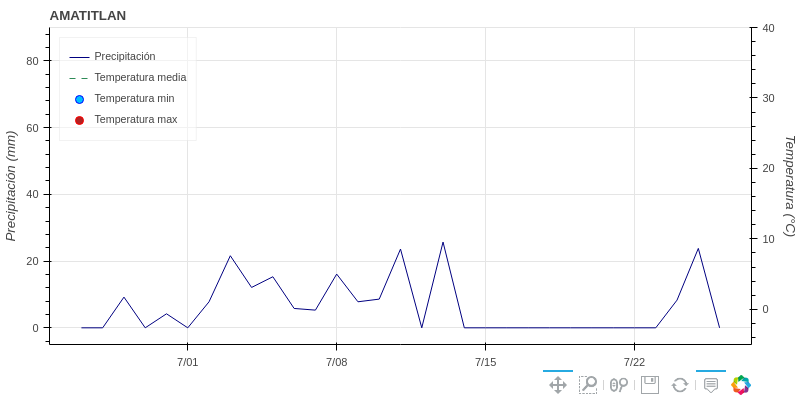 AMATITLAN
Precipitación
Temperatura media
Temperatura min
Temperatura max
Precipitación (mm)
80
60
40
20
0
Temperatura (°C)
40
30
20
10
0
7/01
7/08
7/15
7/22